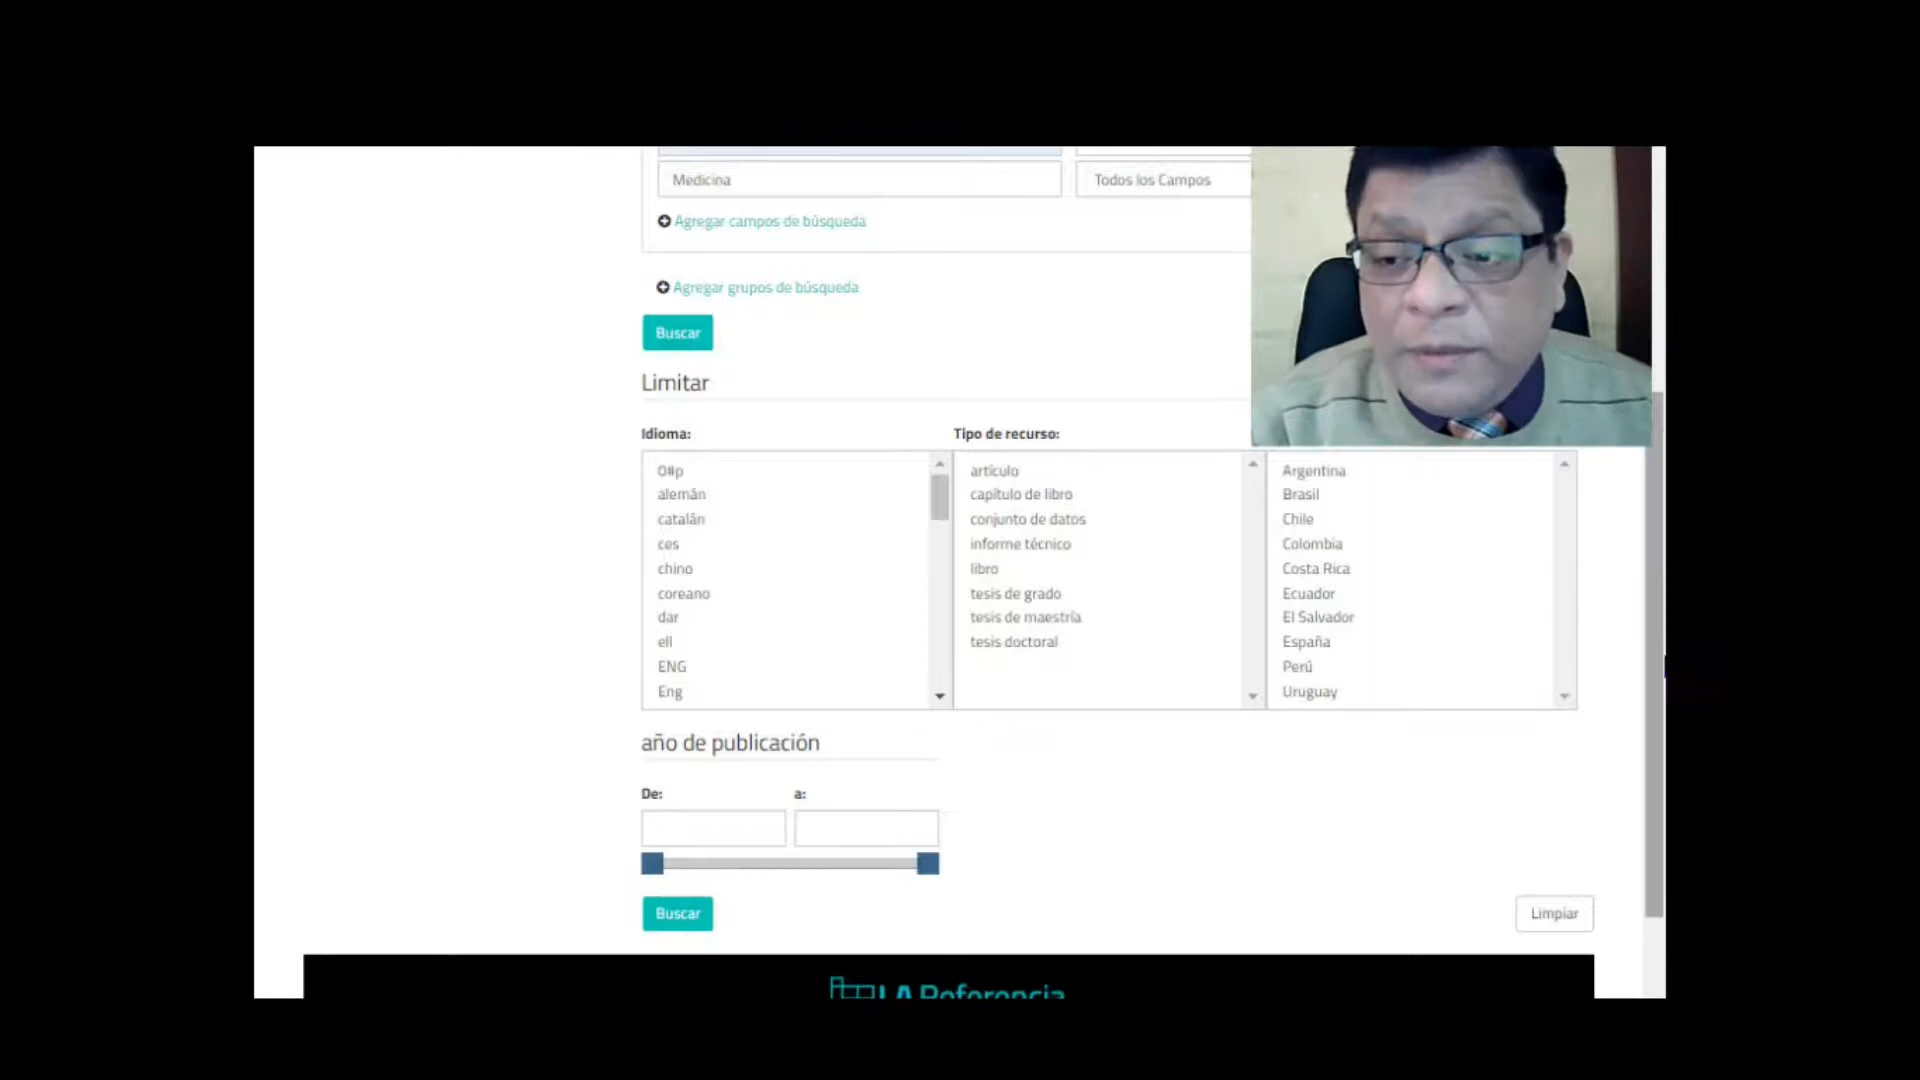 Medicina
Todos los Campos
Agregar campos de búsqueda
Agregar grupos de búsqueda
Buscar
Limitar
Idioma:
Tipo de recurso:
O#p
alemán
catalán
ces
chino
coreano
dar
ell
ENG
Eng
artículo
capítulo de libro
conjunto de datos
informe técnico
libro
tesis de grado
tesis de maestría
tesis doctoral
Argentina
Brasil
Chile
Colombia
Costa Rica
Ecuador
El Salvador
España
Perú
Uruguay
año de publicación
De:
a:
Buscar
Limpiar
LA Referencia